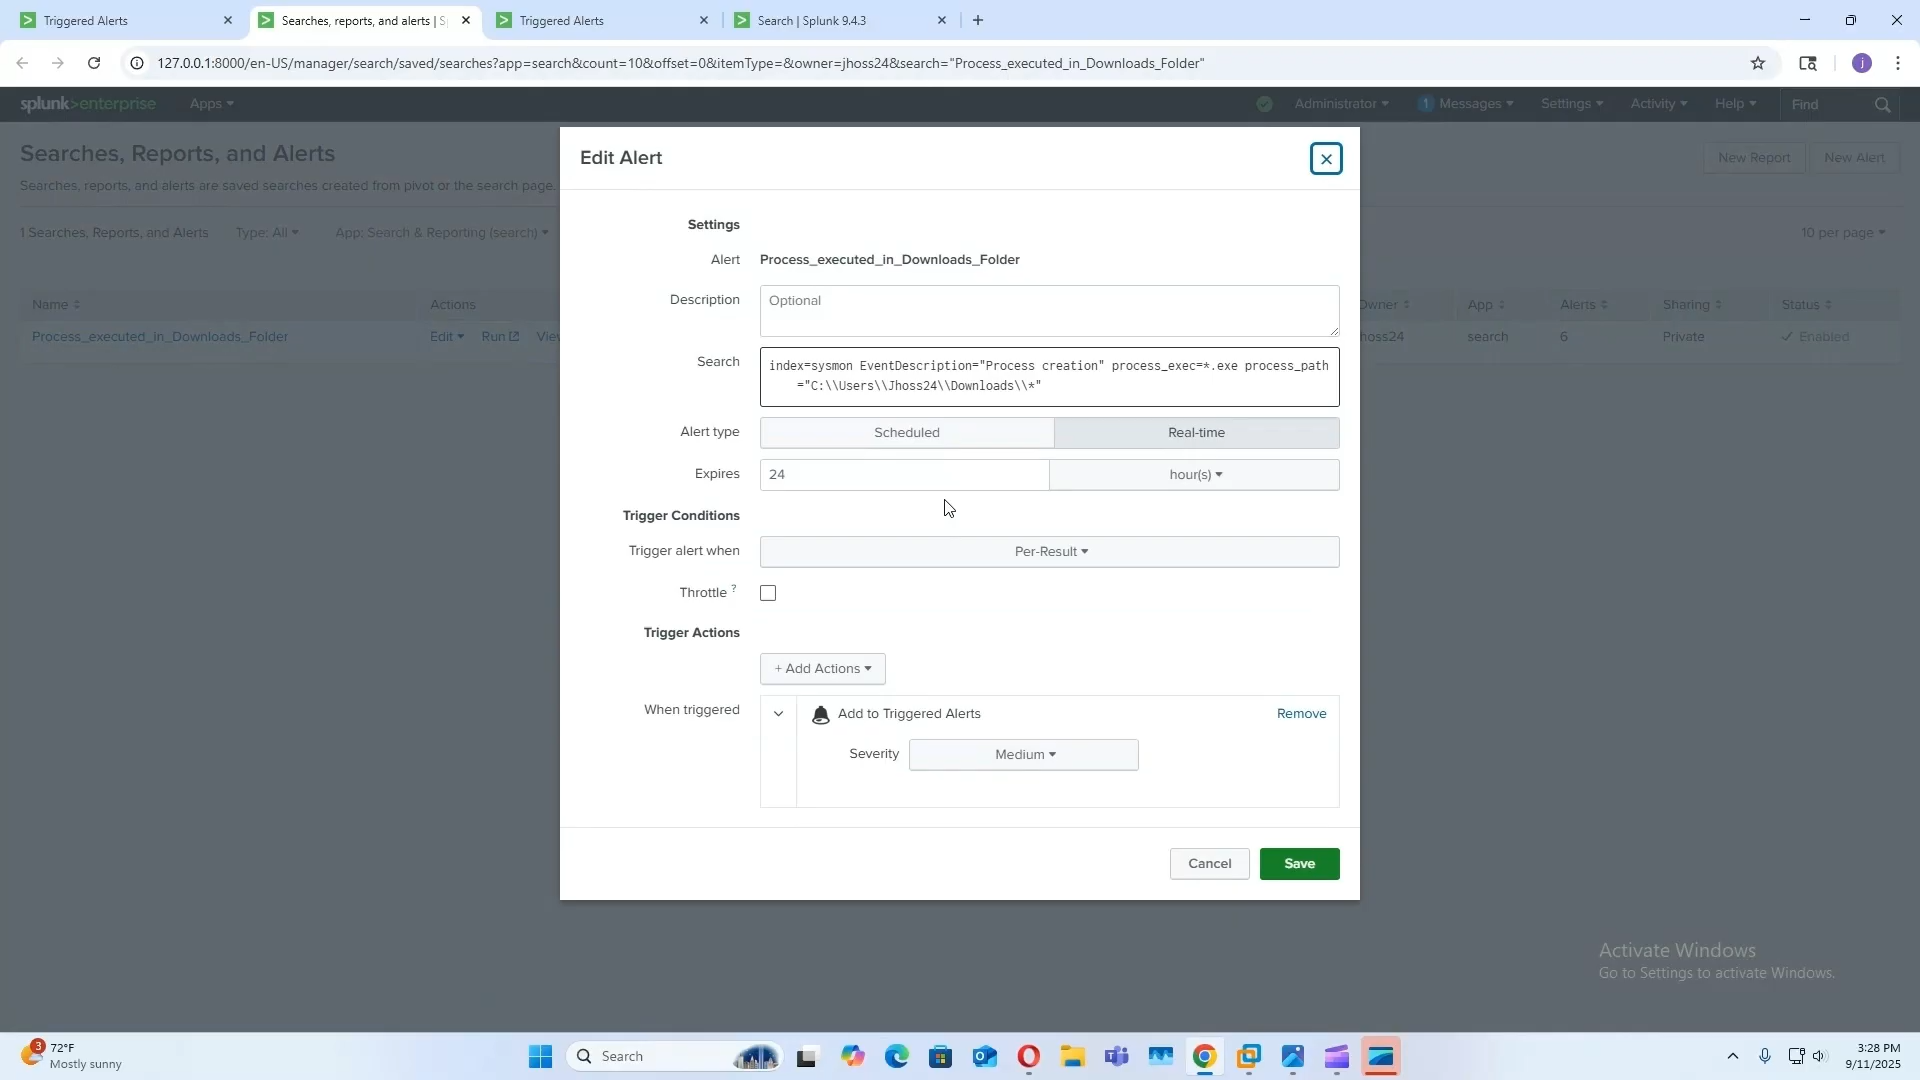 Triggered Alerts
Searches, reports, and alerts | S
Triggered Alerts
Search | Splunk 9.4.3
127.0.0.1:8000/en-US/manager/search/saved/searches?app=search&count=10&offset=0&itemType=&owner=jhoss24&search="Process_executed_in_Downloads_Folder"
j
splunk>enterprise Apps Administrator 1 Messages Settings Activity Help Find
Searches, Reports, and Alerts
New Report New Alert
Searches, reports, and alerts are saved searches created from pivot or the search page.
1 Searches, Reports, and Alerts Type: All App: Search & Reporting (search) 10 per page
Name Actions Owner App Alerts Sharing Status
Process_executed_in_Downloads_Folder Edit Run View hoss24 search 6 Private Enabled
Edit Alert
Settings
Alert Process_executed_in_Downloads_Folder
Description Optional
Search index=sysmon EventDescription="Process creation" process_exec=*.exe process_path
="C:\\Users\\Jhoss24\\Downloads\\*"
Alert type Scheduled Real-time
Expires 24 hour(s)
Trigger Conditions
Trigger alert when Per-Result
Throttle ?
Trigger Actions
+ Add Actions
When triggered Add to Triggered Alerts Remove
Severity Medium
Cancel Save
Activate Windows
Go to Settings to activate Windows.
3
72°F
Mostly sunny
Search
3:28 PM
9/11/2025